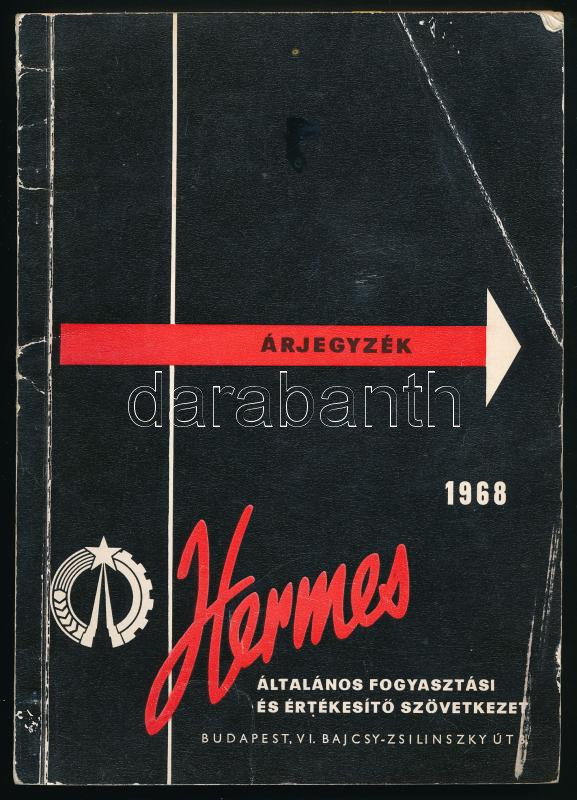 ÁRJEGYZÉK
darabanth
1968
Hermes
ÁLTALÁNOS FOGYASZTÁSI
ÉS ÉRTÉKESÍTŐ SZÖVETKEZET
BUDAPEST, VI. BAJCSY-ZSILINSZKY ÚT